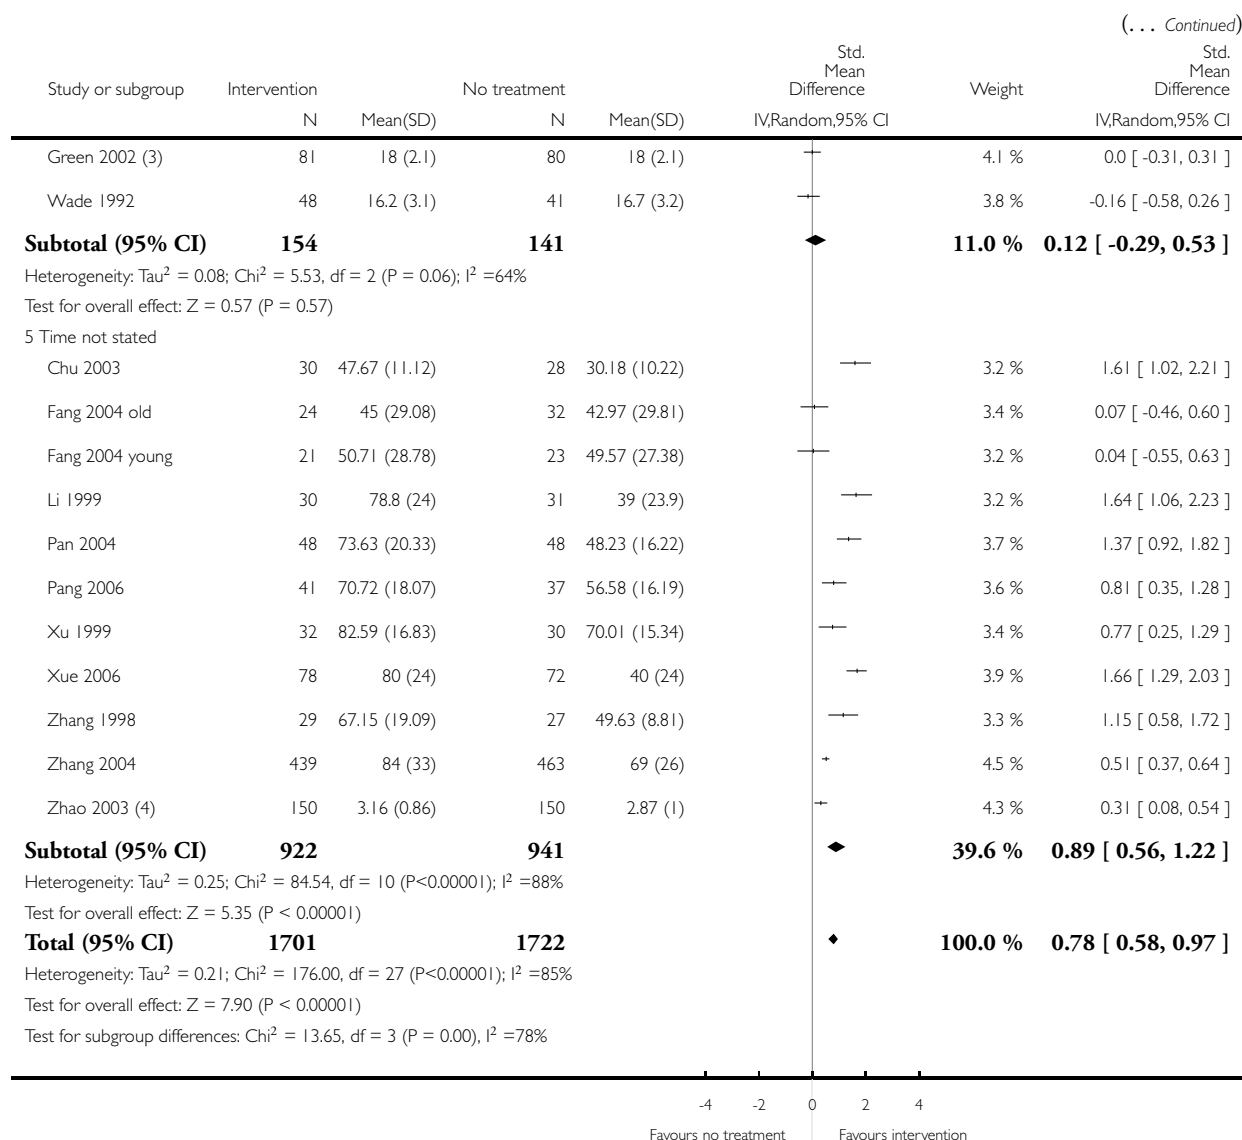 (... Continued)
Std. Mean Difference Std. Mean Difference
Study or subgroup Intervention No treatment Weight
N Mean(SD) N Mean(SD) IV,Random,95% CI IV,Random,95% CI
Green 2002 (3) 81 18 (2.1) 80 18 (2.1) 4.1 % 0.0 [ -0.31, 0.31 ]
Wade 1992 48 16.2 (3.1) 41 16.7 (3.2) 3.8 % -0.16 [ -0.58, 0.26 ]
Subtotal (95% CI) 154 141 11.0 % 0.12 [ -0.29, 0.53 ]
Heterogeneity: Tau² = 0.08; Chi² = 5.53, df = 2 (P = 0.06); I² =64%
Test for overall effect: Z = 0.57 (P = 0.57)
5 Time not stated
Chu 2003 30 47.67 (11.12) 28 30.18 (10.22) 3.2 % 1.61 [ 1.02, 2.21 ]
Fang 2004 old 24 45 (29.08) 32 42.97 (29.81) 3.4 % 0.07 [ -0.46, 0.60 ]
Fang 2004 young 21 50.71 (28.78) 23 49.57 (27.38) 3.2 % 0.04 [ -0.55, 0.63 ]
Li 1999 30 78.8 (24) 31 39 (23.9) 3.2 % 1.64 [ 1.06, 2.23 ]
Pan 2004 48 73.63 (20.33) 48 48.23 (16.22) 3.7 % 1.37 [ 0.92, 1.82 ]
Pang 2006 41 70.72 (18.07) 37 56.58 (16.19) 3.6 % 0.81 [ 0.35, 1.28 ]
Xu 1999 32 82.59 (16.83) 30 70.01 (15.34) 3.4 % 0.77 [ 0.25, 1.29 ]
Xue 2006 78 80 (24) 72 40 (24) 3.9 % 1.66 [ 1.29, 2.03 ]
Zhang 1998 29 67.15 (19.09) 27 49.63 (8.81) 3.3 % 1.15 [ 0.58, 1.72 ]
Zhang 2004 439 84 (33) 463 69 (26) 4.5 % 0.51 [ 0.37, 0.64 ]
Zhao 2003 (4) 150 3.16 (0.86) 150 2.87 (1) 4.3 % 0.31 [ 0.08, 0.54 ]
Subtotal (95% CI) 922 941 39.6 % 0.89 [ 0.56, 1.22 ]
Heterogeneity: Tau² = 0.25; Chi² = 84.54, df = 10 (P<0.00001); I² =88%
Test for overall effect: Z = 5.35 (P < 0.00001)
Total (95% CI) 1701 1722 100.0 % 0.78 [ 0.58, 0.97 ]
Heterogeneity: Tau² = 0.21; Chi² = 176.00, df = 27 (P<0.00001); I² =85%
Test for overall effect: Z = 7.90 (P < 0.00001)
Test for subgroup differences: Chi² = 13.65, df = 3 (P = 0.00), I² =78%
-4 -2 0 2 4
Favours no treatment Favours intervention